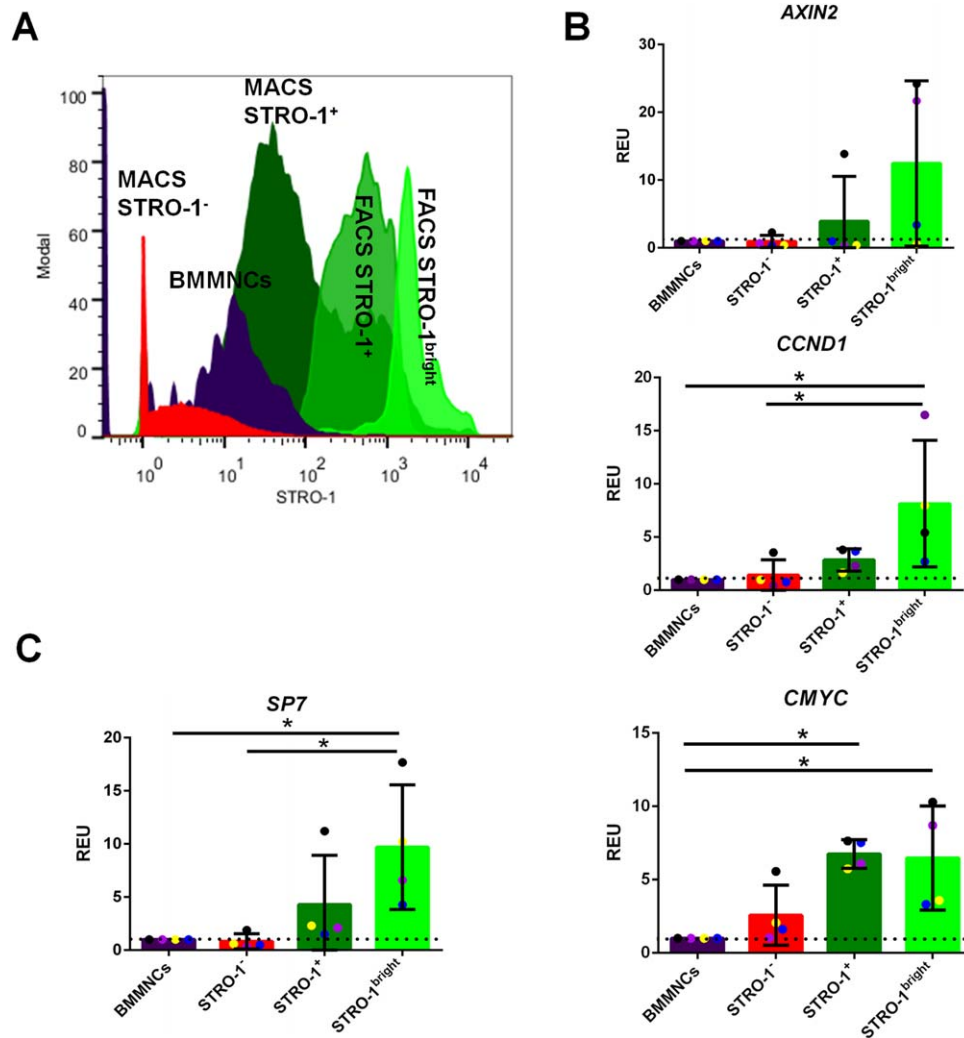 A
MACS
STRO-1⁺
MACS
STRO-1⁻
BMMNCs
FACS STRO-1⁺
FACS STRO-1ᵇʳⁱᵍʰᵗ
Modal
100
80
60
40
20
0
10⁰
10¹
10²
10³
10⁴
STRO-1
B
AXIN2
REU
30
20
10
0
BMMNCs
STRO-1⁻
STRO-1⁺
STRO-1ᵇʳⁱᵍʰᵗ
CCND1
*
*
REU
20
15
10
5
0
BMMNCs
STRO-1⁻
STRO-1⁺
STRO-1ᵇʳⁱᵍʰᵗ
C
SP7
*
*
REU
20
15
10
5
0
BMMNCs
STRO-1⁻
STRO-1⁺
STRO-1ᵇʳⁱᵍʰᵗ
CMYC
*
*
REU
15
10
5
0
BMMNCs
STRO-1⁻
STRO-1⁺
STRO-1ᵇʳⁱᵍʰᵗ